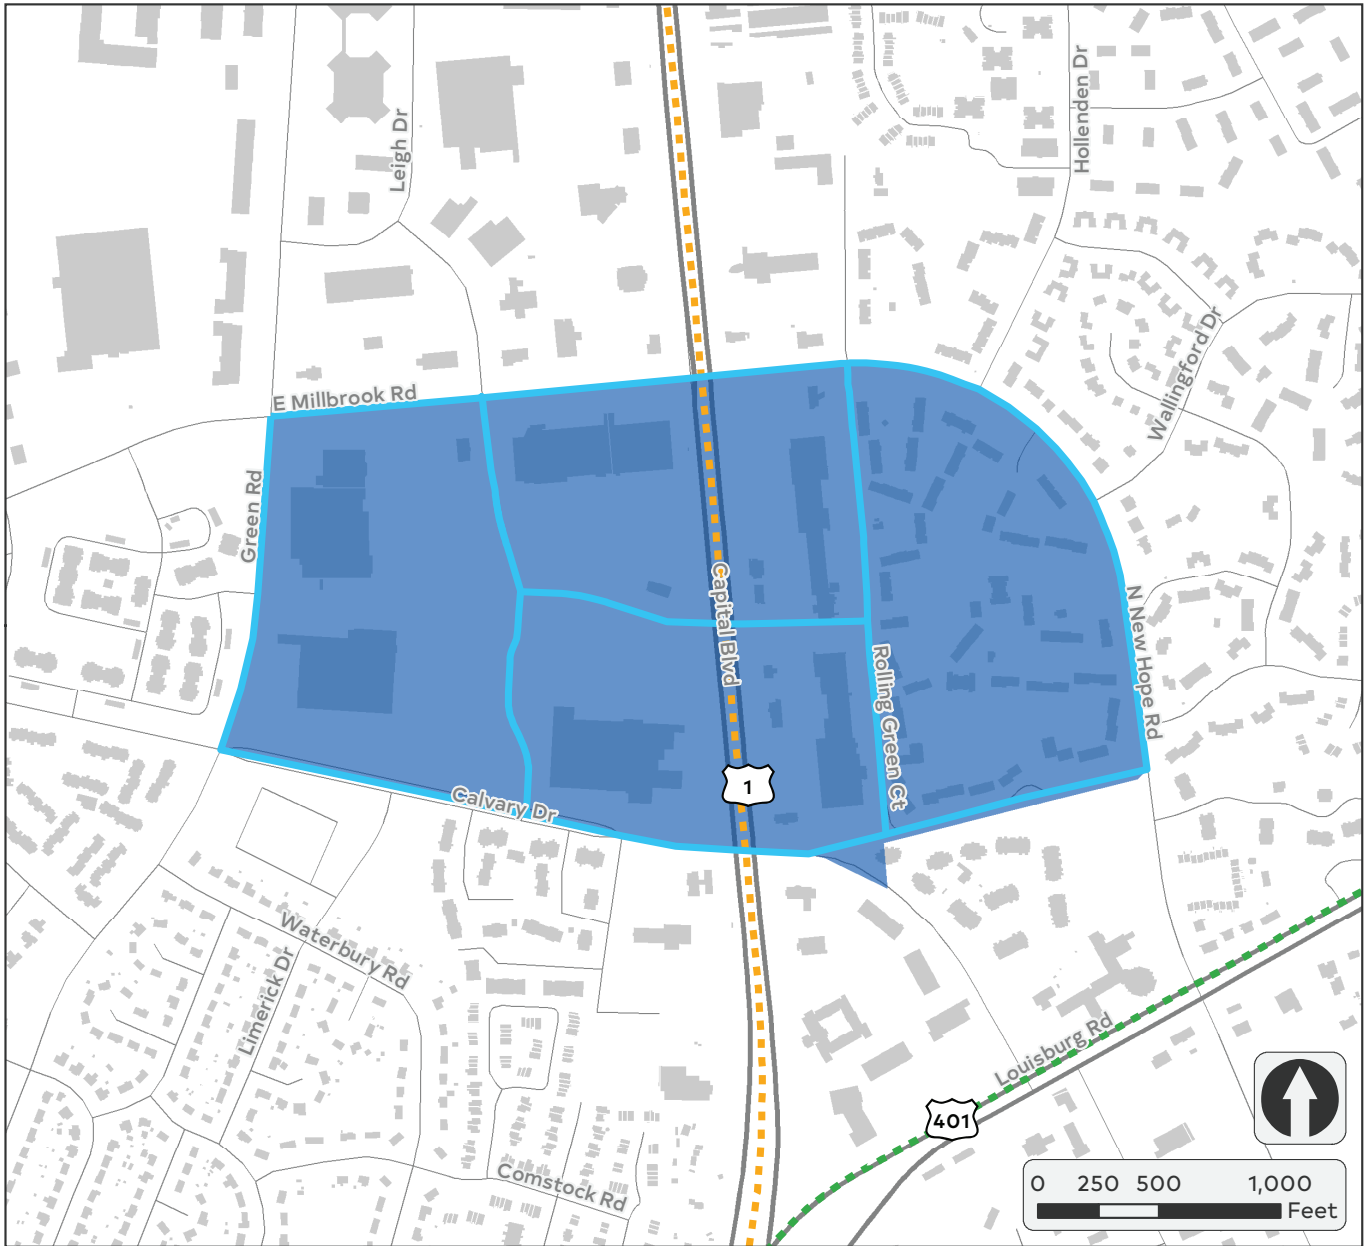 Leigh Dr
Hollenden Dr
Wallingford Dr
E Millbrook Rd
Green Rd
Capital Blvd
N New Hope Rd
Rolling Green Ct
1
Calvary Dr
Waterbury Rd
Limerick Dr
Louisburg Rd
401
Comstock Rd
0 250 500 1,000
Feet